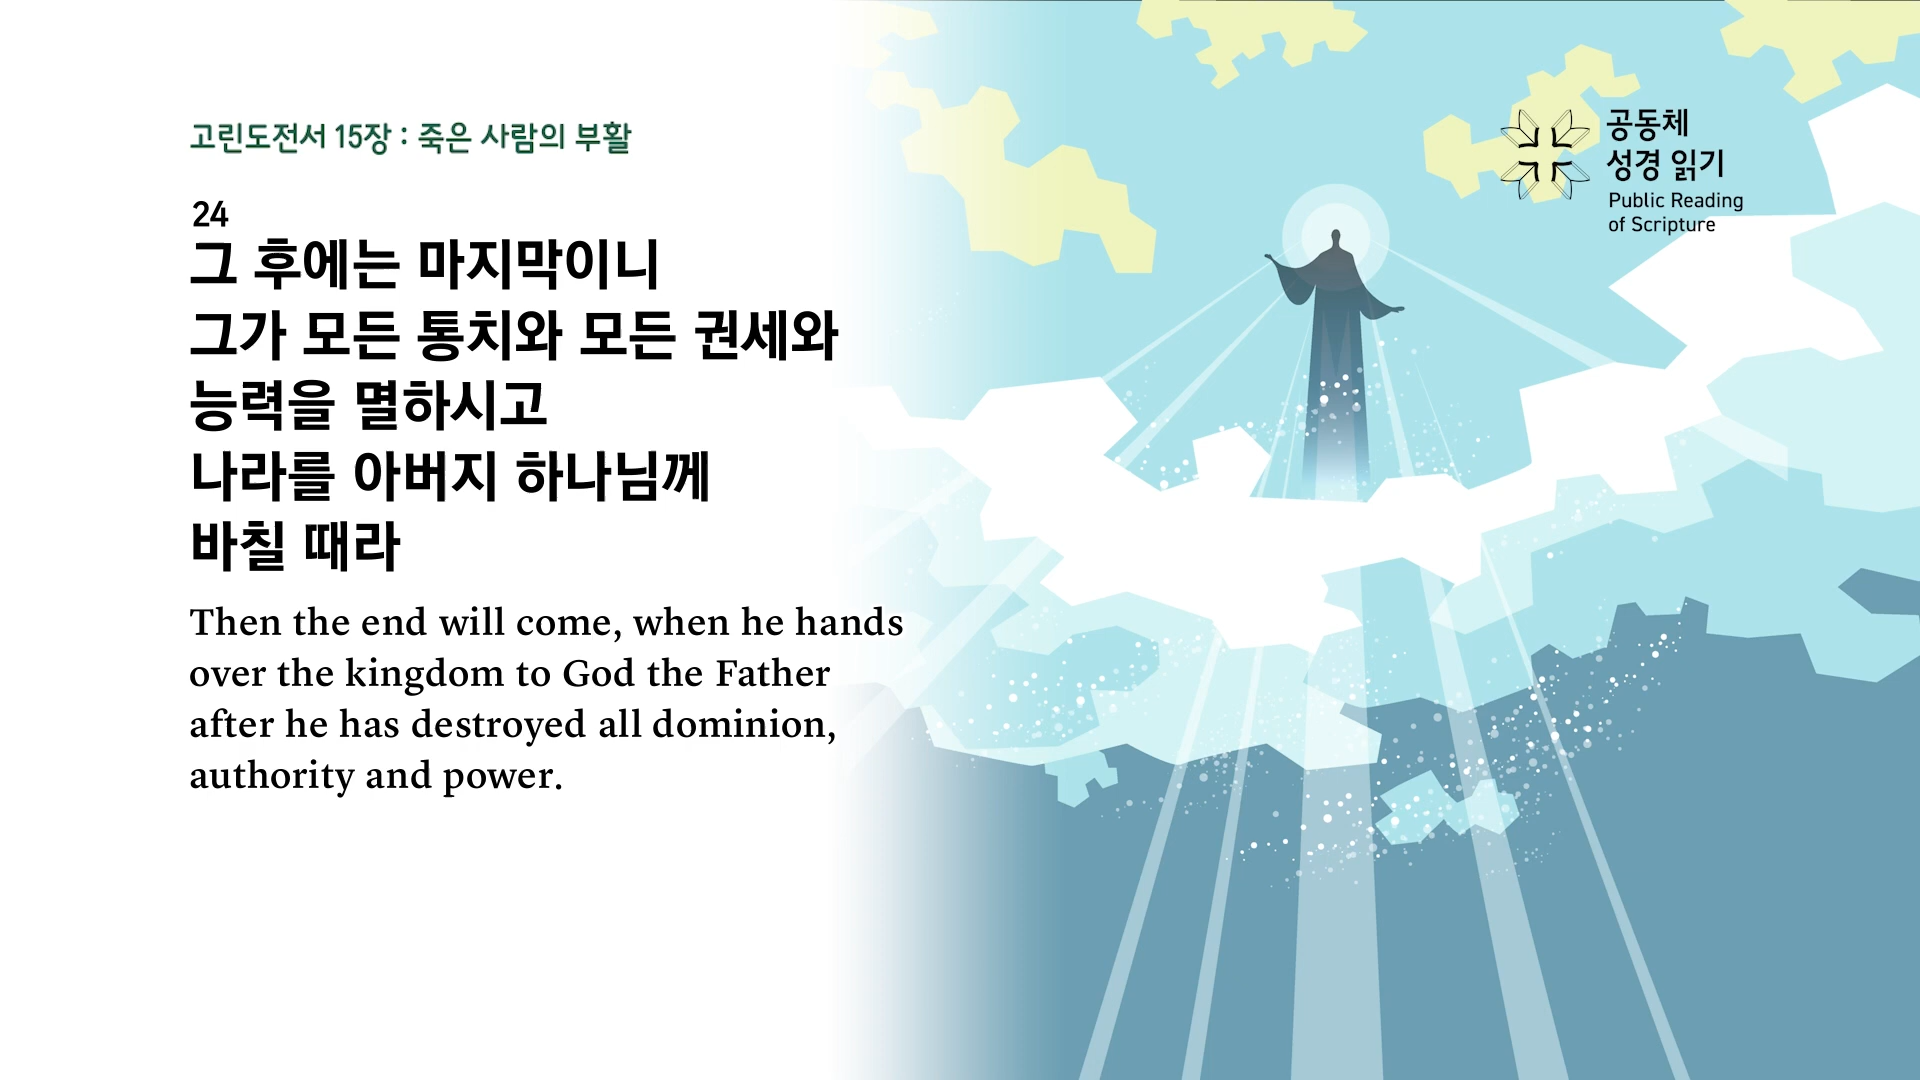 고린도전서 15장 : 죽은 사람의 부활
24
그 후에는 마지막이니
그가 모든 통치와 모든 권세와
능력을 멸하시고
나라를 아버지 하나님께
바칠 때라
Then the end will come, when he hands
over the kingdom to God the Father
after he has destroyed all dominion,
authority and power.
공동체
성경 읽기
Public Reading
of Scripture